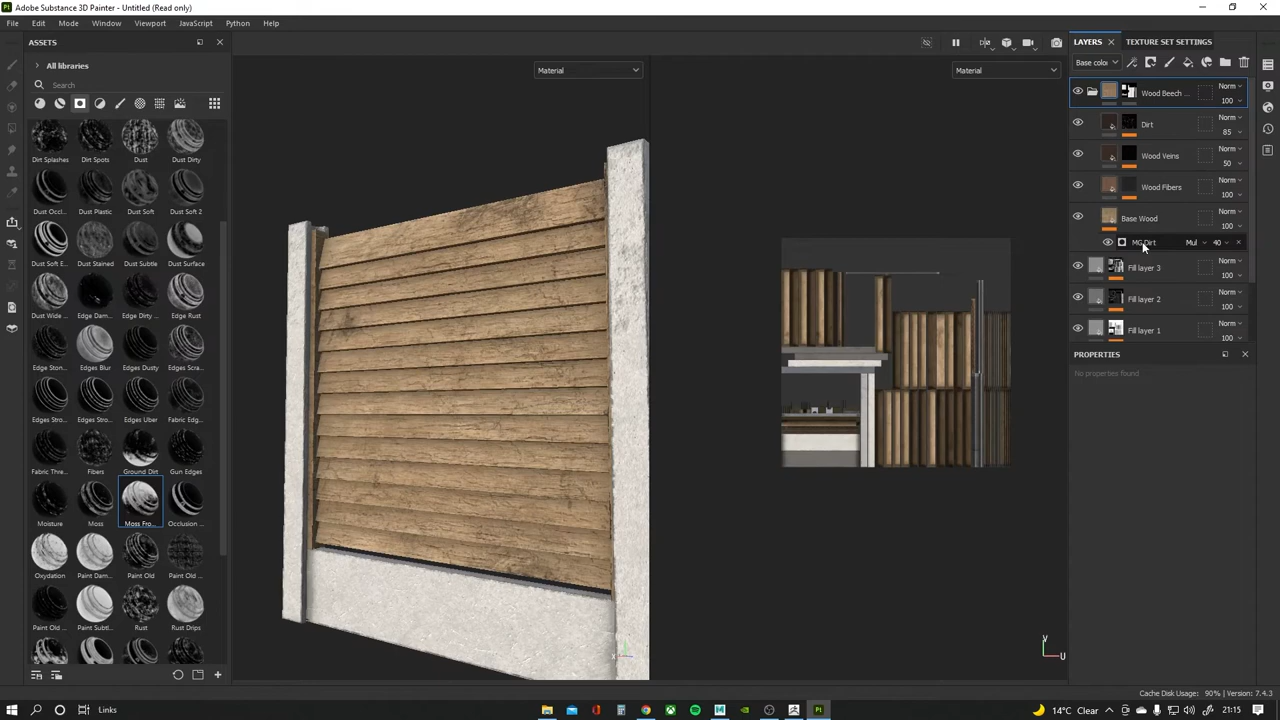 Adobe Substance 3D Painter - Untitled (Read only)
File Edit Mode Window Viewport JavaScript Python Help
ASSETS
All libraries
Search
Dirt Splashes Dirt Spots Dust Dust Dirty
Dust Occl... Dust Plastic Dust Soft Dust Soft 2
Dust Soft E... Dust Stained Dust Subtle Dust Surface
Dust Wide ... Edge Dam... Edge Dirty ... Edge Rust
Edge Ston... Edges Blur Edges Dusty Edges Scra...
Edges Stro... Edges Stro... Edges Uber Fabric Edg...
Fabric Thre... Fibers Ground Dirt Gun Edges
Moisture Moss Moss Fro... Occlusion ...
Oxydation Paint Dam... Paint Old Paint Old ...
Paint Old ... Paint Subtl... Rust Rust Drips
Material
Material
X
V
U
LAYERS
TEXTURE SET SETTINGS
Base color
Wood Beech ... Norm
100
Dirt Norm
85
Wood Veins Norm
50
Wood Fibers Norm
100
Base Wood Norm
100
MG Dirt Mul 40
Fill layer 3 Norm
100
Fill layer 2 Norm
100
Fill layer 1 Norm
100
PROPERTIES
No properties found
Cache Disk Usage: 90% | Version: 7.4.3
Links
14°C Clear
21:15